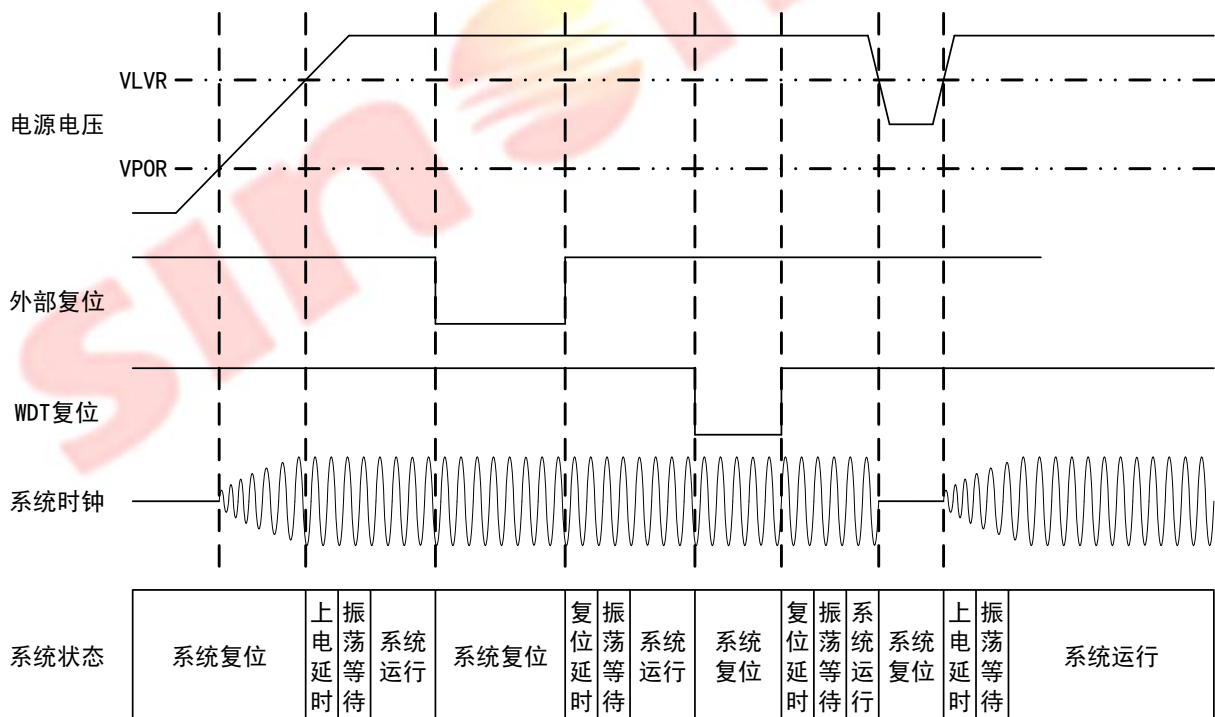 VLVR
电源电压
VPOR
外部复位
WDT复位
系统时钟
系统状态
系统复位
上电延时
振荡等待
系统运行
系统复位
复位延时
振荡等待
系统运行
系统复位
复位延时
振荡等待
系统运行
系统复位
上电延时
振荡等待
系统运行